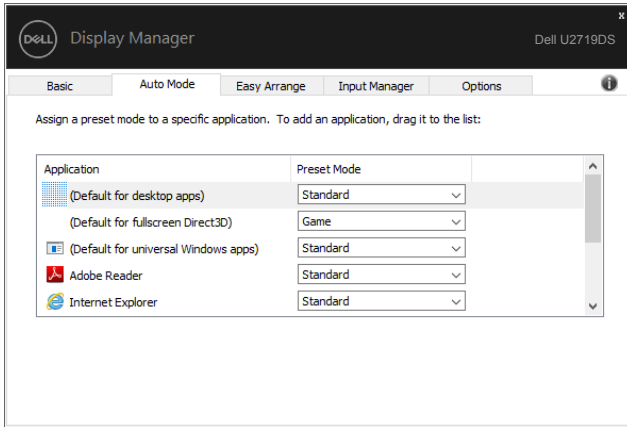 x
DELL Display Manager Dell U2719DS
Basic Auto Mode Easy Arrange Input Manager Options i
Assign a preset mode to a specific application. To add an application, drag it to the list:
Application Preset Mode
(Default for desktop apps) Standard
(Default for fullscreen Direct3D) Game
(Default for universal Windows apps) Standard
Adobe Reader Standard
Internet Explorer Standard